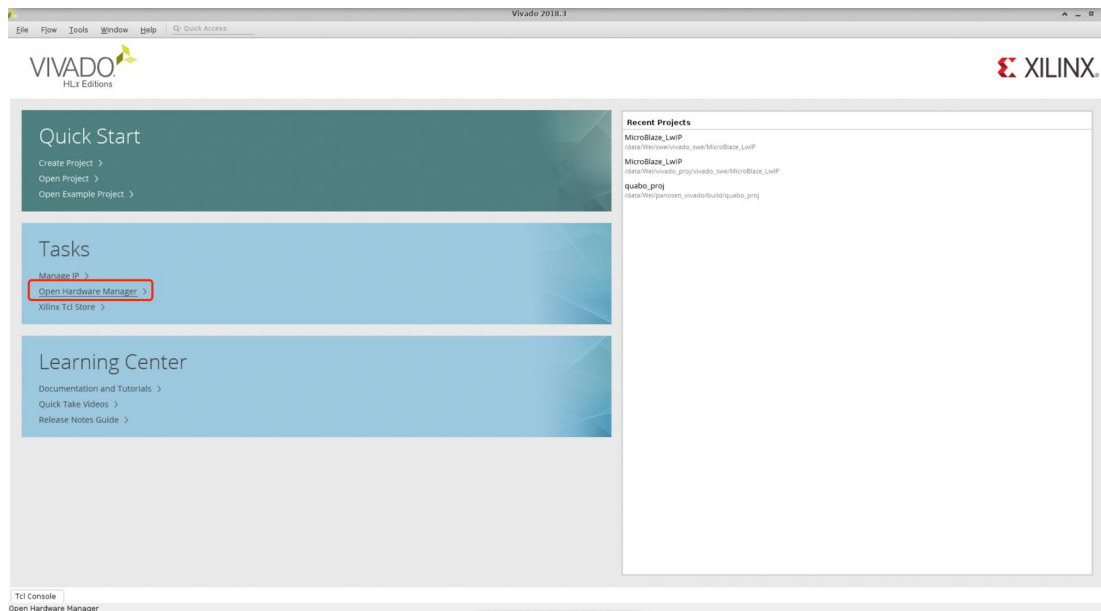 Vivado 2018.3
File Flow Tools Window Help Q- Quick Access
VIVADO.
HLx Editions
XILINX.
Quick Start
Create Project >
Open Project >
Open Example Project >
Tasks
Manage IP >
Open Hardware Manager >
Xilinx Tcl Store >
Learning Center
Documentation and Tutorials >
Quick Take Videos >
Release Notes Guide >
Recent Projects
MicroBlaze_LwIP
/data/Wei/swe/vivado_swe/MicroBlaze_LwIP
MicroBlaze_LwIP
/data/Wei/vivado_proj/vivado_swe/MicroBlaze_LwIP
quabo_proj
/data/Wei/panoseti_vivado/build/quabo_proj
Tcl Console
Open Hardware Manager